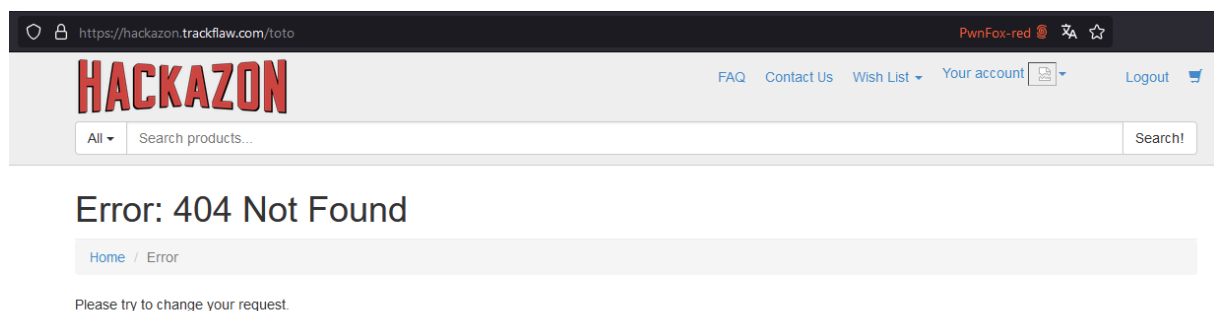 https://hackazon.trackflaw.com/toto PwnFox-red
HACKAZON
FAQ Contact Us Wish List Your account Logout
All Search products... Search!
Error: 404 Not Found
Home / Error
Please try to change your request.